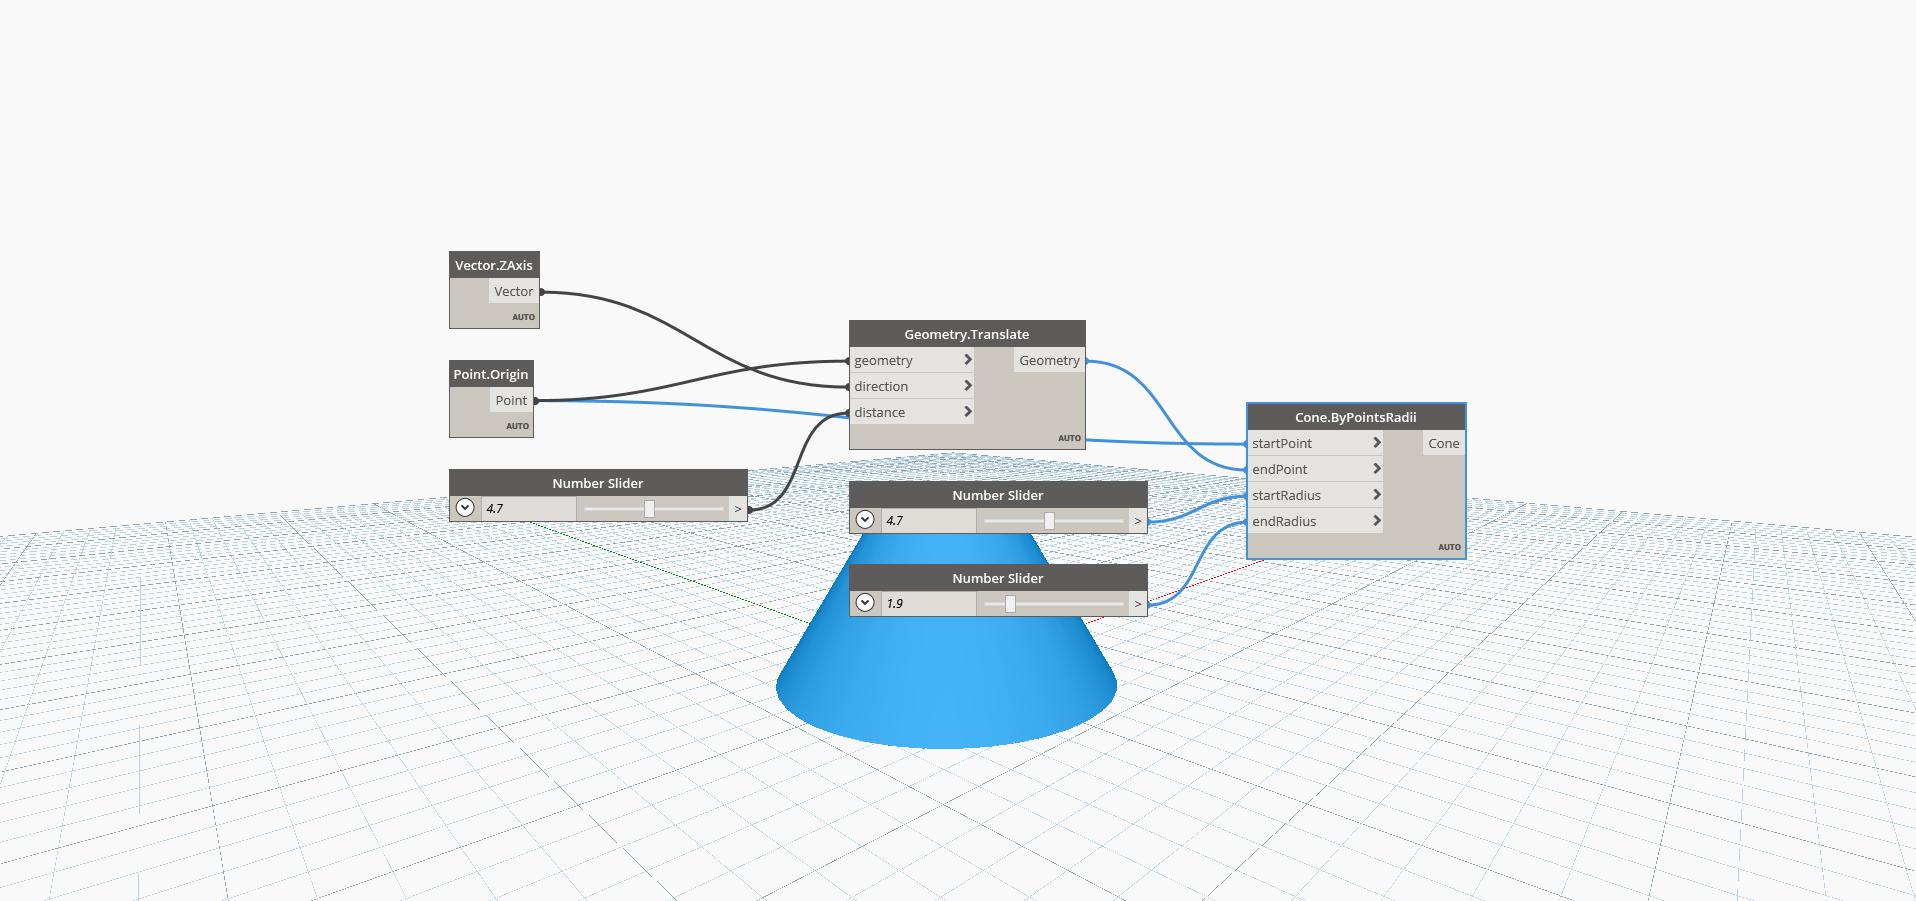 Vector.ZAxis
Vector
AUTO
Point.Origin
Point
AUTO
Number Slider
4.7
>
Geometry.Translate
geometry
Geometry
direction
distance
AUTO
Number Slider
4.7
>
Number Slider
1.9
>
Cone.ByPointsRadii
startPoint
Cone
endPoint
startRadius
endRadius
AUTO